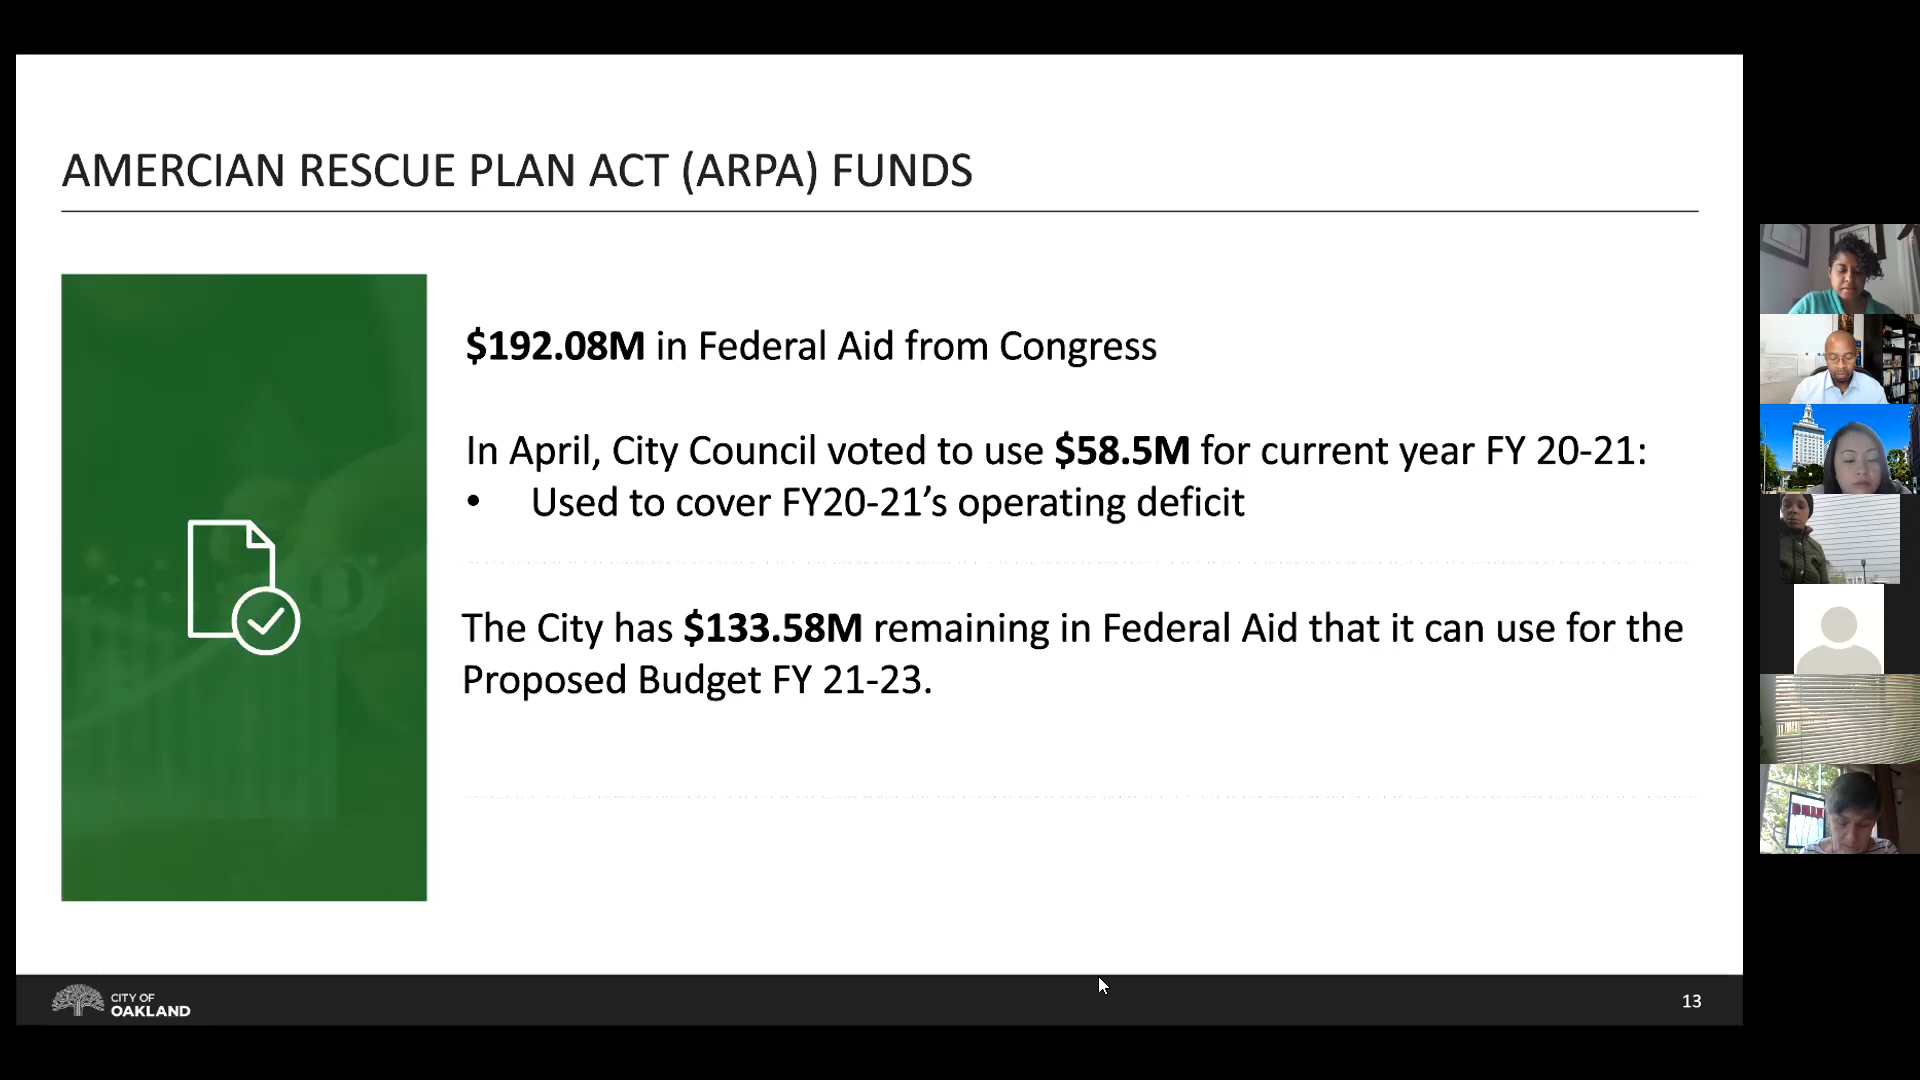 AMERCIAN RESCUE PLAN ACT (ARPA) FUNDS
$192.08M in Federal Aid from Congress
In April, City Council voted to use $58.5M for current year FY 20-21:
• Used to cover FY20-21’s operating deficit
The City has $133.58M remaining in Federal Aid that it can use for the
Proposed Budget FY 21-23.
CITY OF
OAKLAND
13